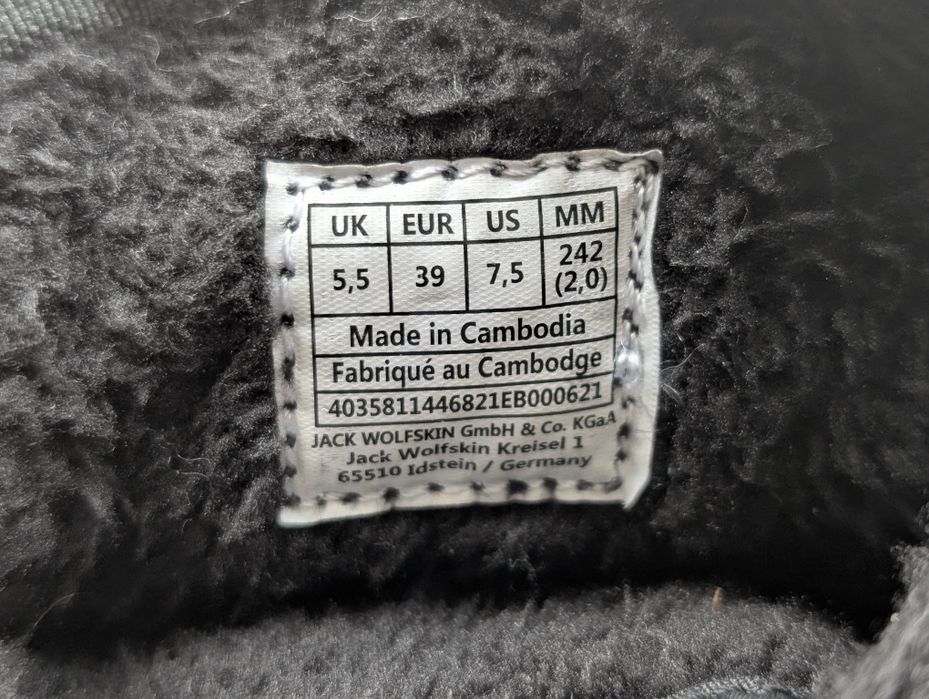 UK EUR US MM
5,5 39 7,5 242 (2,0)
Made in Cambodia
Fabriqué au Cambodge
4035811446821EB000621
JACK WOLFSKIN GmbH & Co. KGaA
Jack Wolfskin Kreisel 1
65510 Idstein / Germany